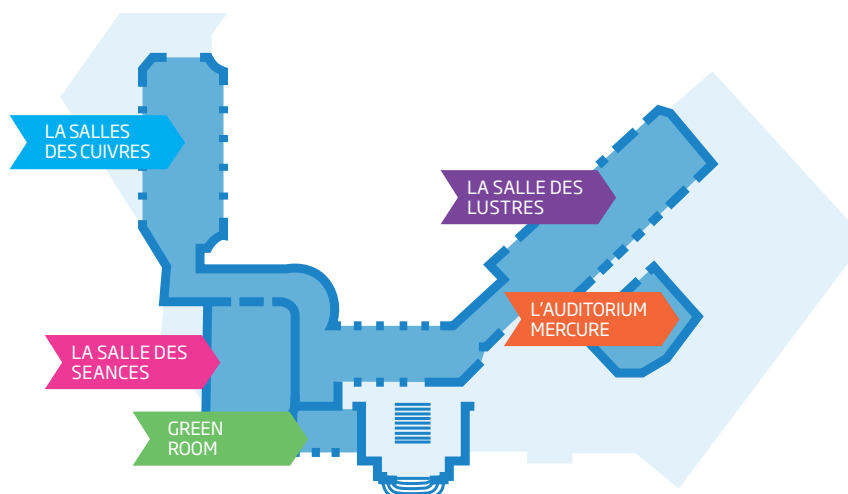 LA SALLES
DES CUIVRES
LA SALLE DES
LUSTRES
L'AUDITORIUM
MERCURE
LA SALLE DES
SEANCES
GREEN
ROOM